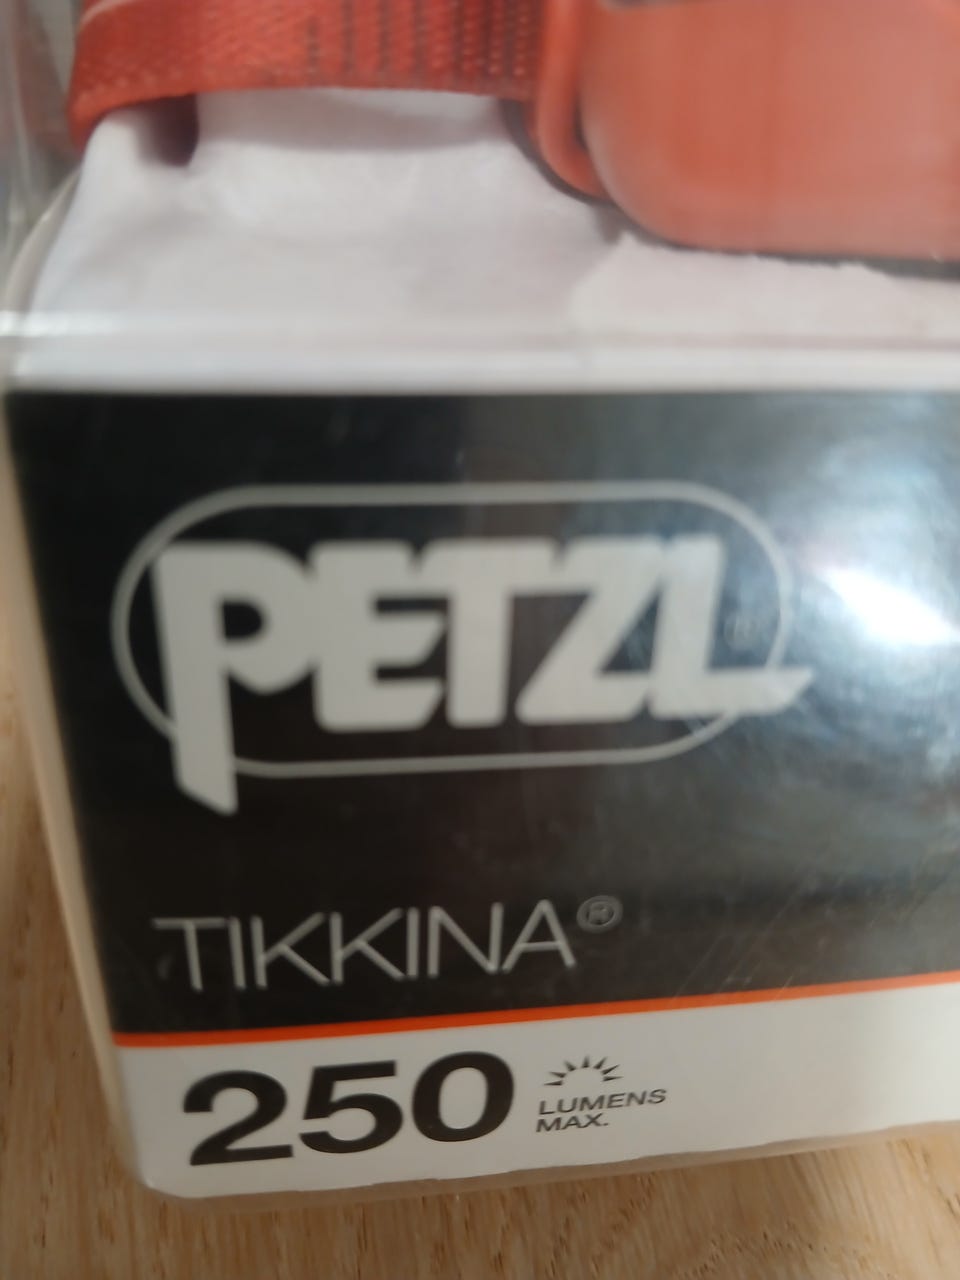 PETZL®
TIKKINA®
250 LUMENS
MAX.